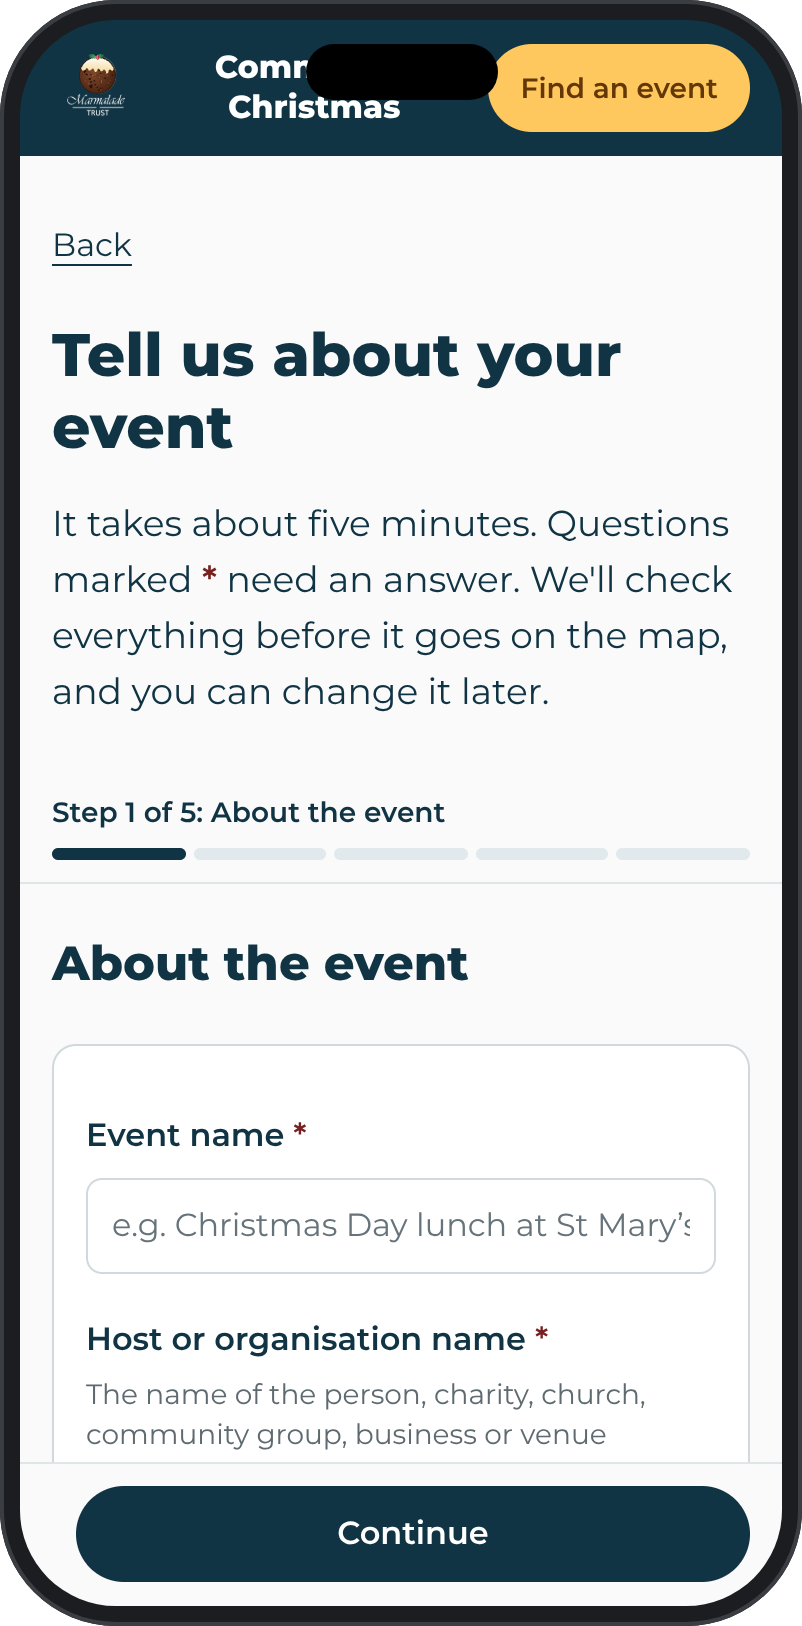 Marmalade
TRUST
Christmas
Find an event
Back
Tell us about your
event
It takes about five minutes. Questions
marked * need an answer. We'll check
everything before it goes on the map,
and you can change it later.
Step 1 of 5: About the event
About the event
Event name *
e.g. Christmas Day lunch at St Mary’s
Host or organisation name *
The name of the person, charity, church,
community group, business or venue
Continue